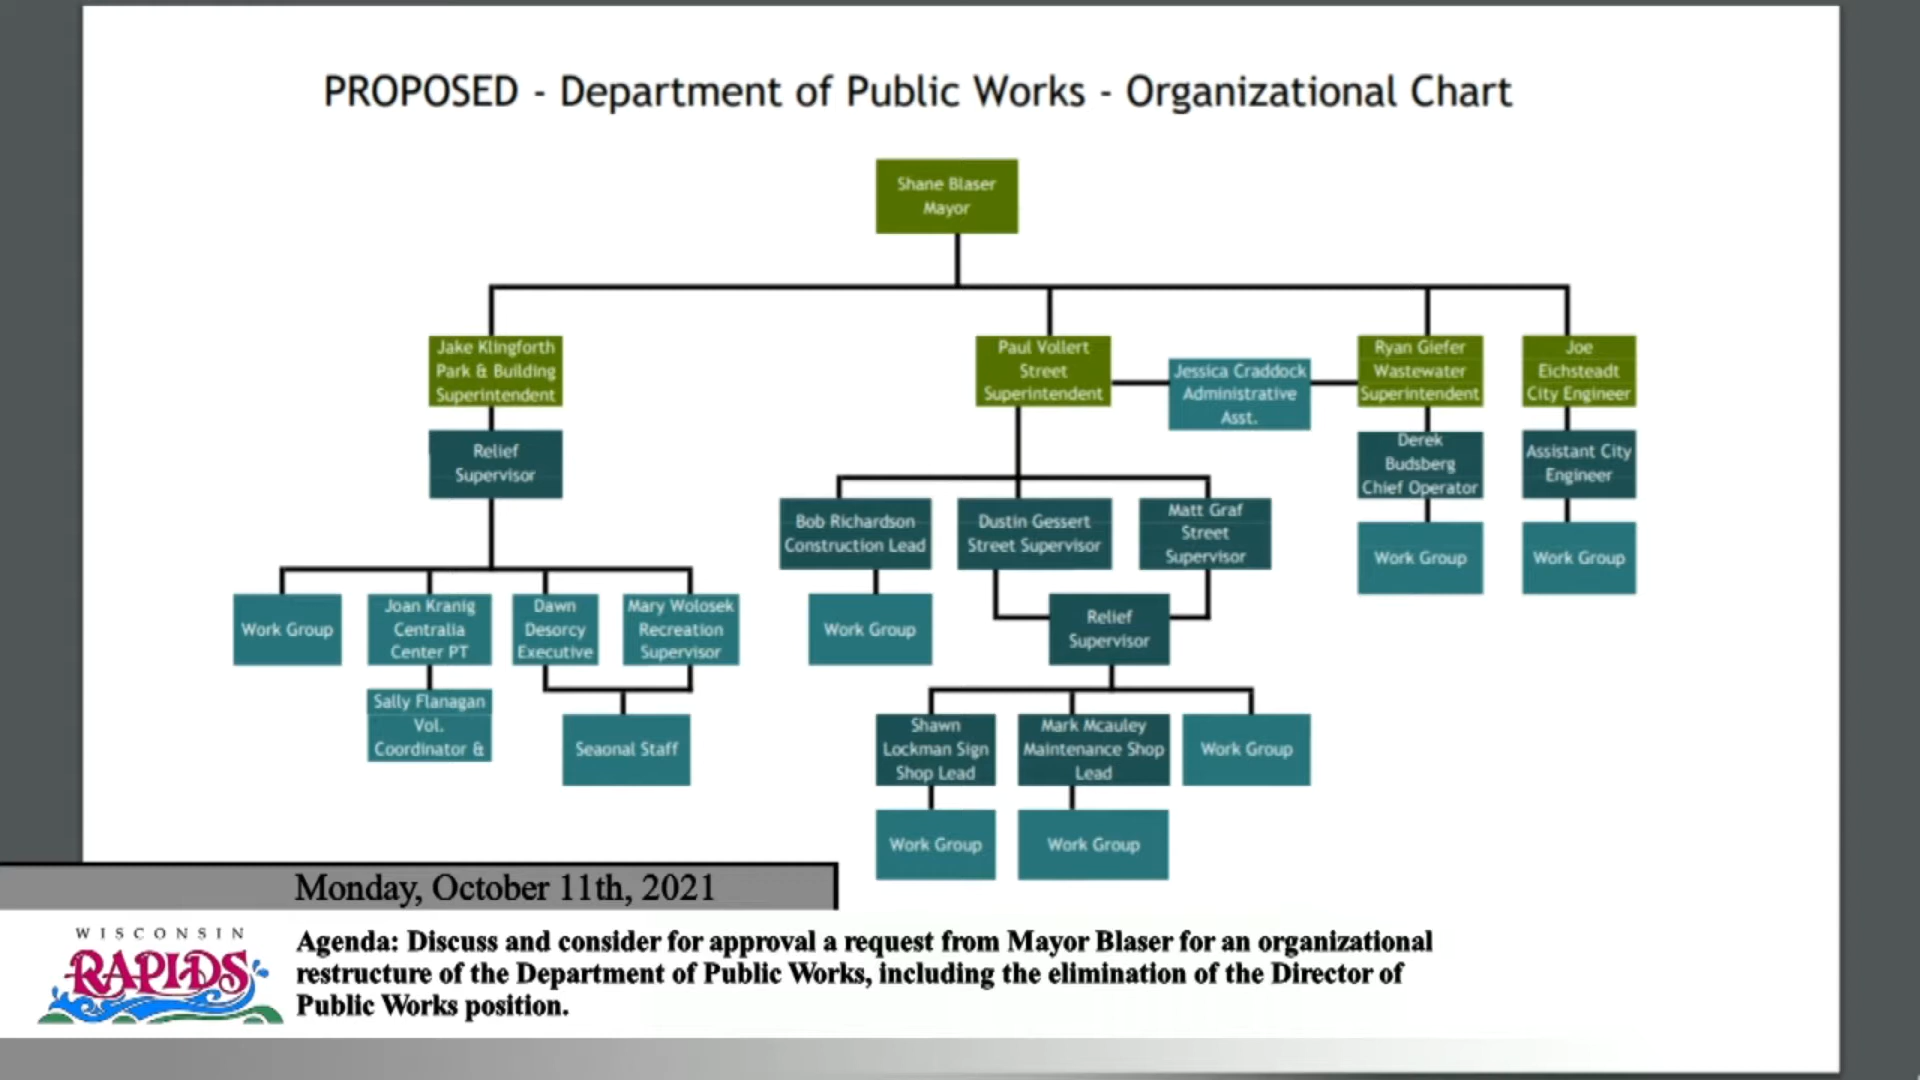 PROPOSED - Department of Public Works - Organizational Chart
Shane Blaser
Mayor
Jake Klingforth
Park & Building
Superintendent
Paul Vollert
Street
Superintendent
Jessica Craddock
Administrative
Asst.
Ryan Giefer
Wastewater
Superintendent
Joe
Eichsteadt
City Engineer
Relief
Supervisor
Derek
Budsberg
Chief Operator
Assistant City
Engineer
Bob Richardson
Construction Lead
Dustin Gessert
Street Supervisor
Matt Graf
Street
Supervisor
Work Group
Work Group
Work Group
Joan Kranig
Centralia
Center PT
Dawn
Desorcy
Executive
Mary Wolosek
Recreation
Supervisor
Work Group
Relief
Supervisor
Sally Flanagan
Vol.
Coordinator &
Seaonal Staff
Shawn
Lockman Sign
Shop Lead
Mark Mcauley
Maintenance Shop
Lead
Work Group
Work Group
Work Group
Monday, October 11th, 2021
WISCONSIN
RAPIDS
Agenda: Discuss and consider for approval a request from Mayor Blaser for an organizational
restructure of the Department of Public Works, including the elimination of the Director of
Public Works position.